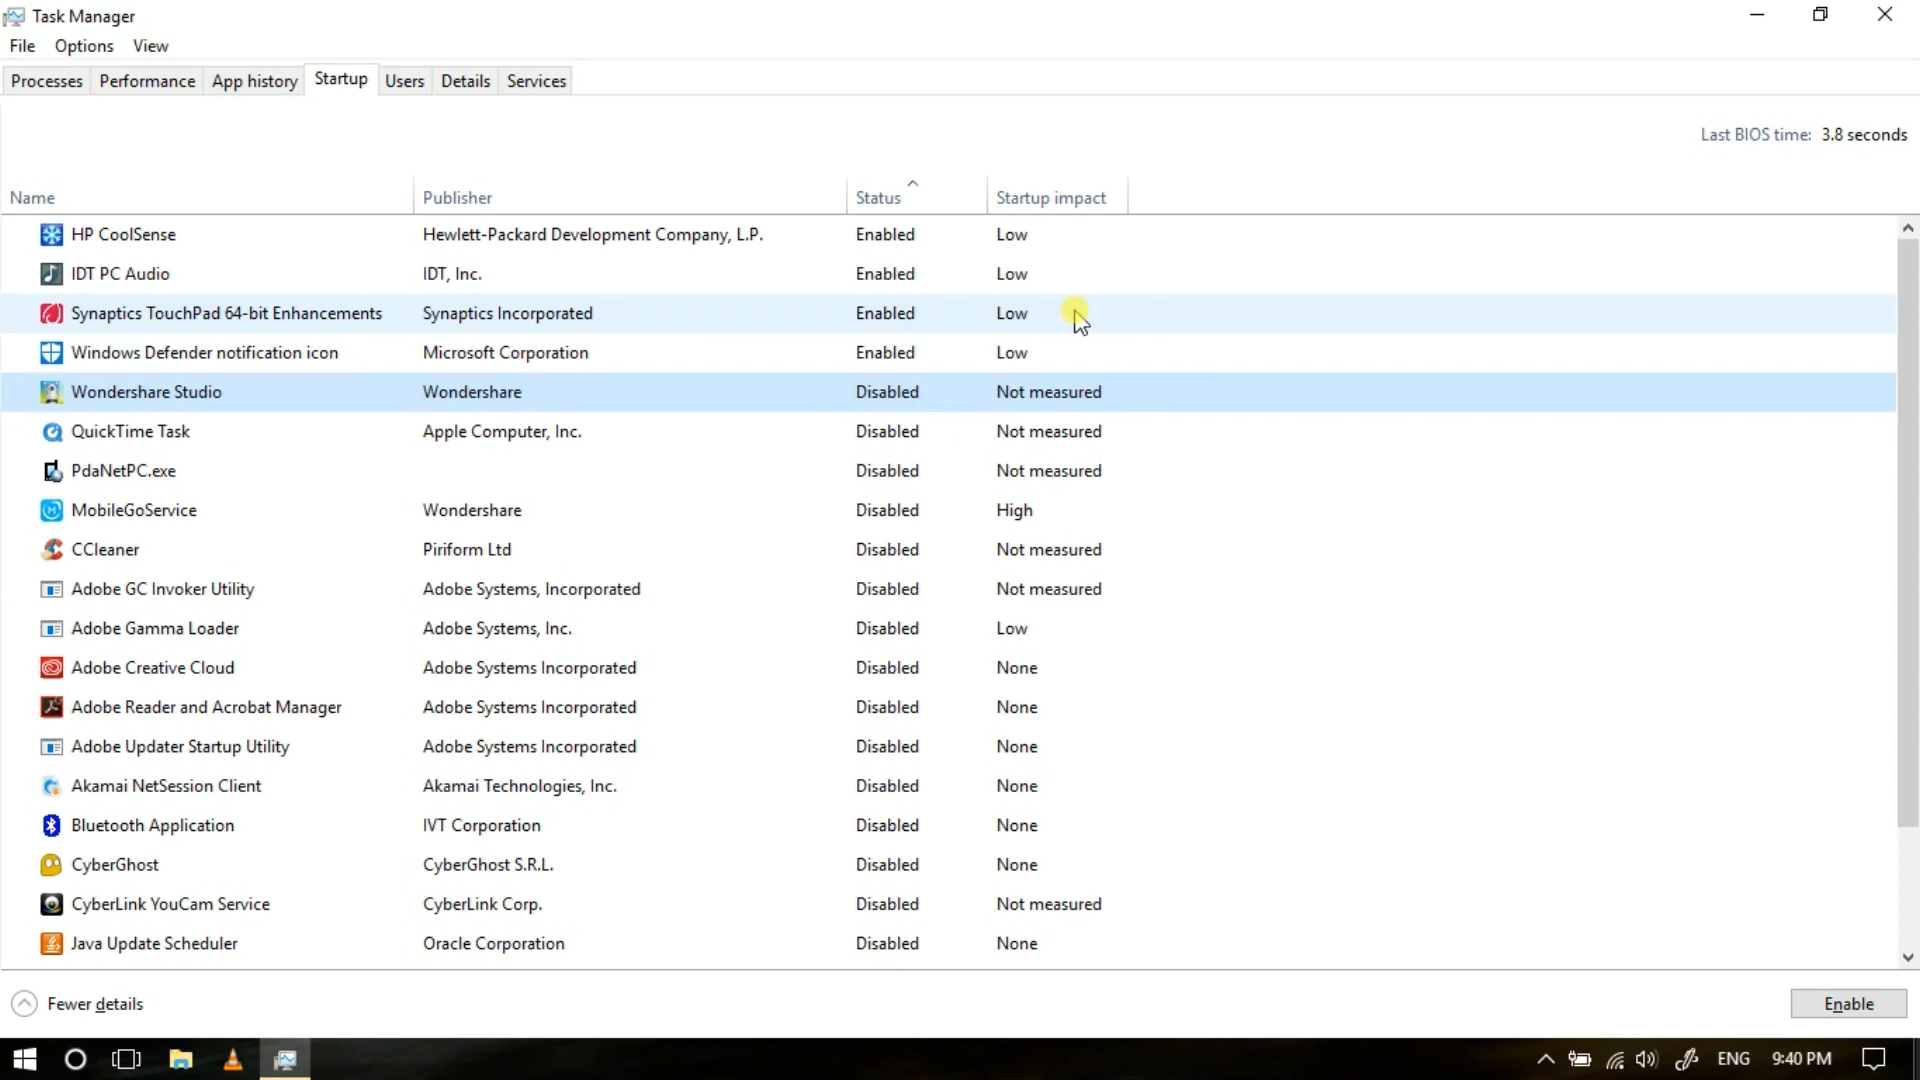 Task Manager
File Options View
Processes Performance App history Startup Users Details Services
Last BIOS time: 3.8 seconds
Name Publisher Status Startup impact
HP CoolSense Hewlett-Packard Development Company, L.P. Enabled Low
IDT PC Audio IDT, Inc. Enabled Low
Synaptics TouchPad 64-bit Enhancements Synaptics Incorporated Enabled Low
Windows Defender notification icon Microsoft Corporation Enabled Low
Wondershare Studio Wondershare Disabled Not measured
QuickTime Task Apple Computer, Inc. Disabled Not measured
PdaNetPC.exe Disabled Not measured
MobileGoService Wondershare Disabled High
CCleaner Piriform Ltd Disabled Not measured
Adobe GC Invoker Utility Adobe Systems, Incorporated Disabled Not measured
Adobe Gamma Loader Adobe Systems, Inc. Disabled Low
Adobe Creative Cloud Adobe Systems Incorporated Disabled None
Adobe Reader and Acrobat Manager Adobe Systems Incorporated Disabled None
Adobe Updater Startup Utility Adobe Systems Incorporated Disabled None
Akamai NetSession Client Akamai Technologies, Inc. Disabled None
Bluetooth Application IVT Corporation Disabled None
CyberGhost CyberGhost S.R.L. Disabled None
CyberLink YouCam Service CyberLink Corp. Disabled Not measured
Java Update Scheduler Oracle Corporation Disabled None
Fewer details Enable
ENG 9:40 PM